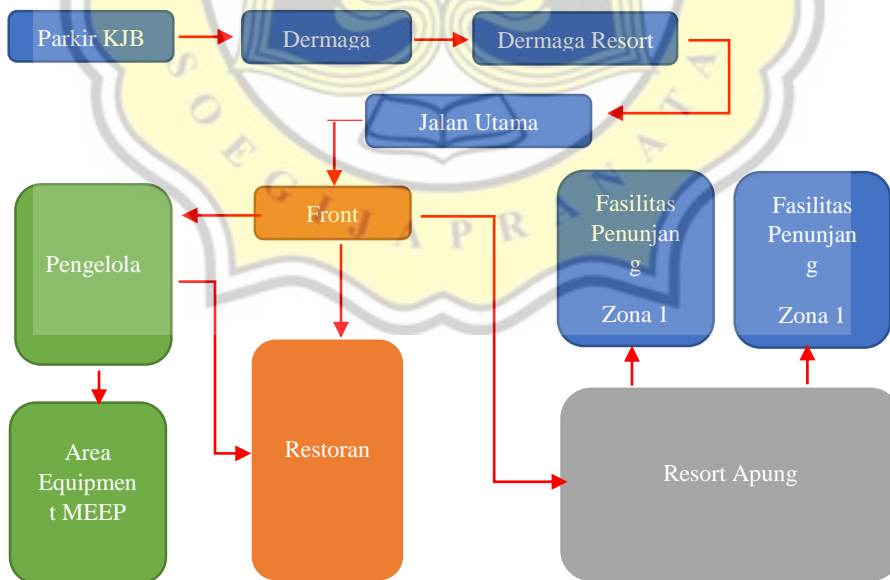 Parkir KJB
Dermaga
Dermaga Resort
Jalan Utama
Front
Pengelola
Area
Equipmen
t MEEP
Restoran
Fasilitas
Penunjan
g
Zona 1
Fasilitas
Penunjan
g
Zona 1
Resort Apung
SOEGIJAPRANATA